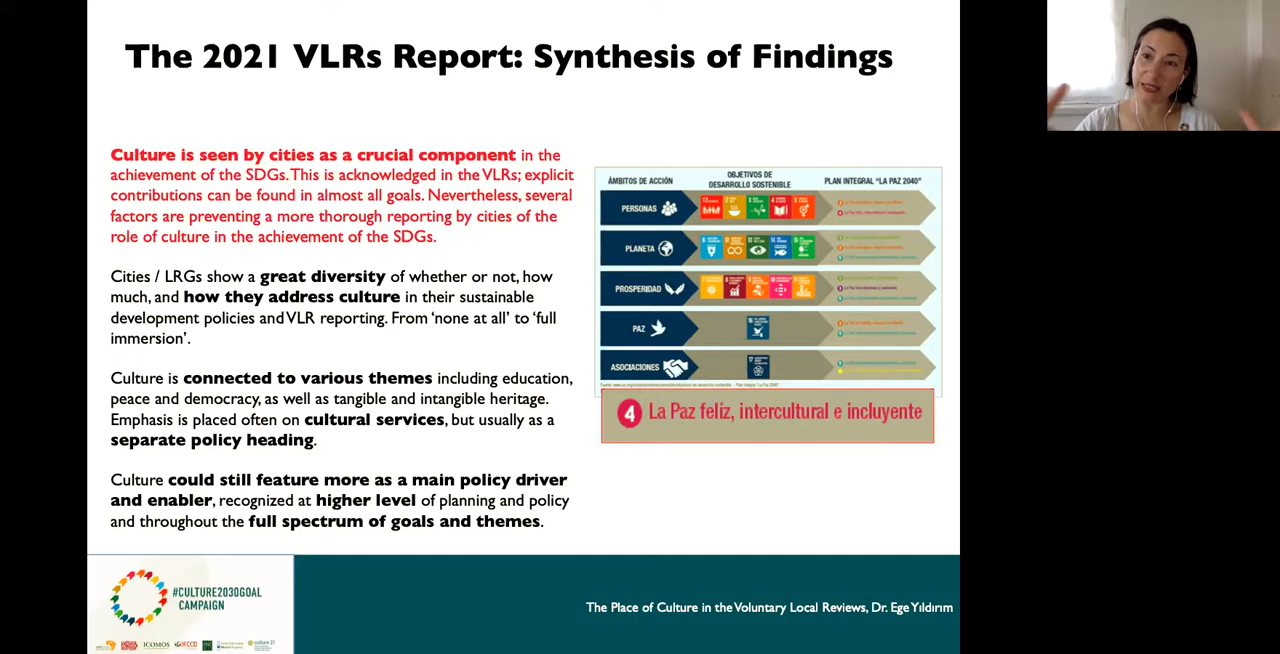 The 2021 VLRs Report: Synthesis of Findings
Culture is seen by cities as a crucial component in the
achievement of the SDGs. This is acknowledged in the VLRs; explicit
contributions can be found in almost all goals. Nevertheless, several
factors are preventing a more thorough reporting by cities of the
role of culture in the achievement of the SDGs.
Cities / LRGs show a great diversity of whether or not, how
much, and how they address culture in their sustainable
development policies and VLR reporting. From ‘none at all’ to ‘full
immersion’.
Culture is connected to various themes including education,
peace and democracy, as well as tangible and intangible heritage.
Emphasis is placed often on cultural services, but usually as a
separate policy heading.
Culture could still feature more as a main policy driver
and enabler, recognized at higher level of planning and policy
and throughout the full spectrum of goals and themes.
ÁMBITOS DE ACCIÓN
OBJETIVOS DE
DESARROLLO SOSTENIBLE
PLAN INTEGRAL "LA PAZ 2040"
PERSONAS
PLANETA
PROSPERIDAD
PAZ
ASOCIACIONES
4 La Paz felíz, intercultural e incluyente
#CULTURE2030GOAL
CAMPAIGN
ICOMOS
IFCCD
culture 21
The Place of Culture in the Voluntary Local Reviews, Dr. Ege Yıldırım